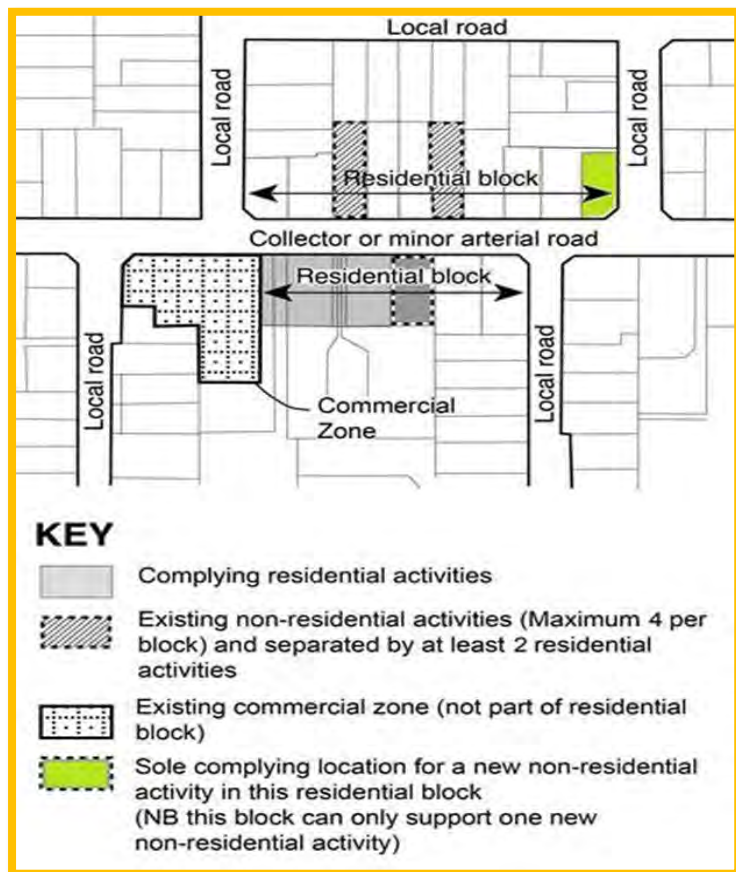 Local road
Local road
Local road
Residential block
Collector or minor arterial road
Residential block
Local road
Local road
Commercial
Zone
KEY
Complying residential activities
Existing non-residential activities (Maximum 4 per
block) and separated by at least 2 residential
activities
Existing commercial zone (not part of residential
block)
Sole complying location for a new non-residential
activity in this residential block
(NB this block can only support one new
non-residential activity)